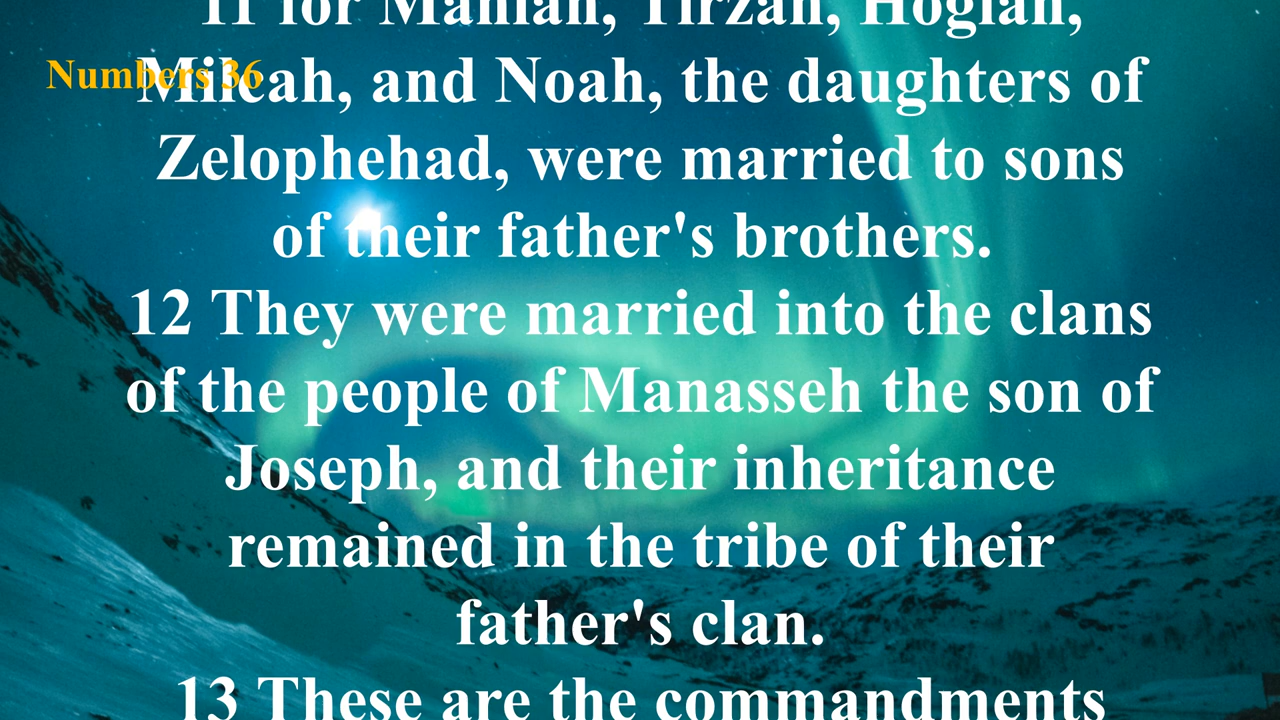 11 for Mahlah, Tirzah, Hoglah,
Numbers 36
Milcah, and Noah, the daughters of
Zelophehad, were married to sons
of their father's brothers.
12 They were married into the clans
of the people of Manasseh the son of
Joseph, and their inheritance
remained in the tribe of their
father's clan.
13 These are the commandments